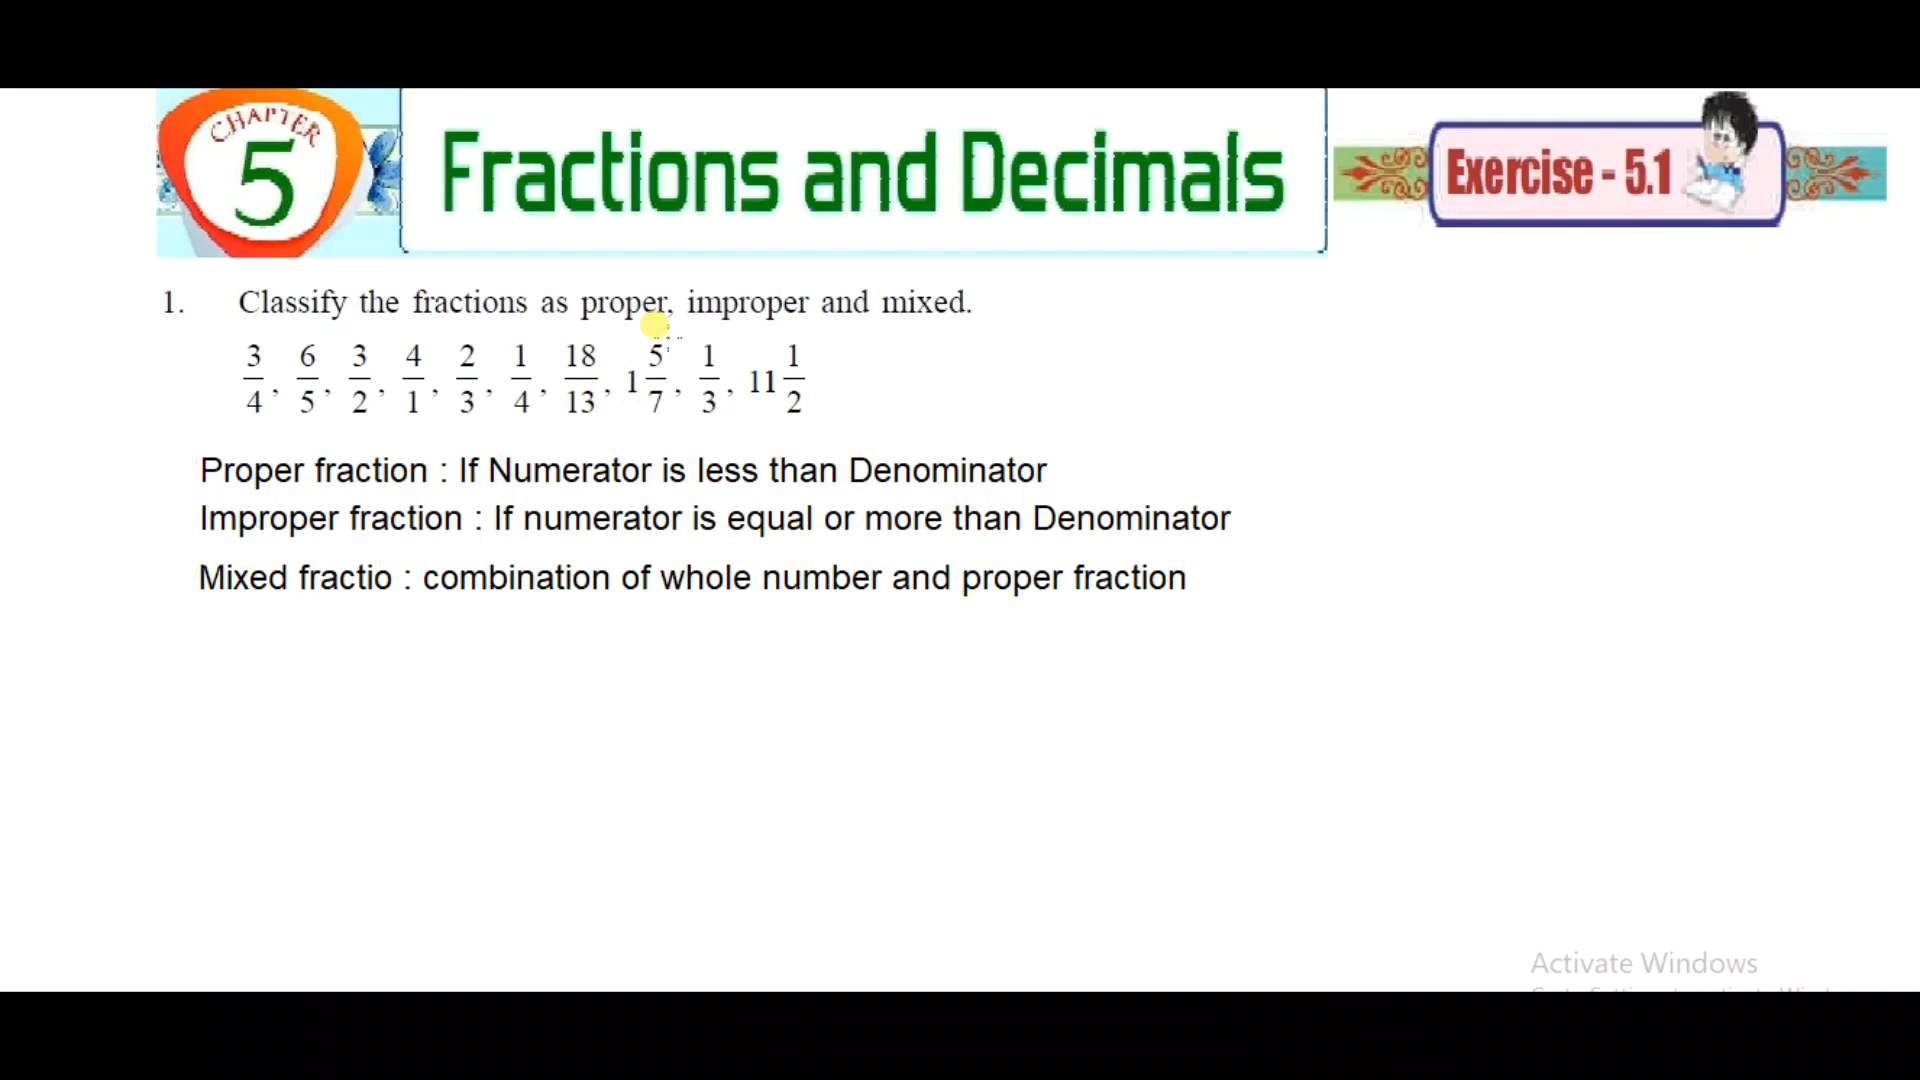 CHAPTER
5
Fractions and Decimals
Exercise - 5.1
1. Classify the fractions as proper, improper and mixed.
3/4, 6/5, 3/2, 4/1, 2/3, 1/4, 18/13, 1 5/7, 1/3, 11 1/2
Proper fraction : If Numerator is less than Denominator
Improper fraction : If numerator is equal or more than Denominator
Mixed fractio : combination of whole number and proper fraction
Activate Windows